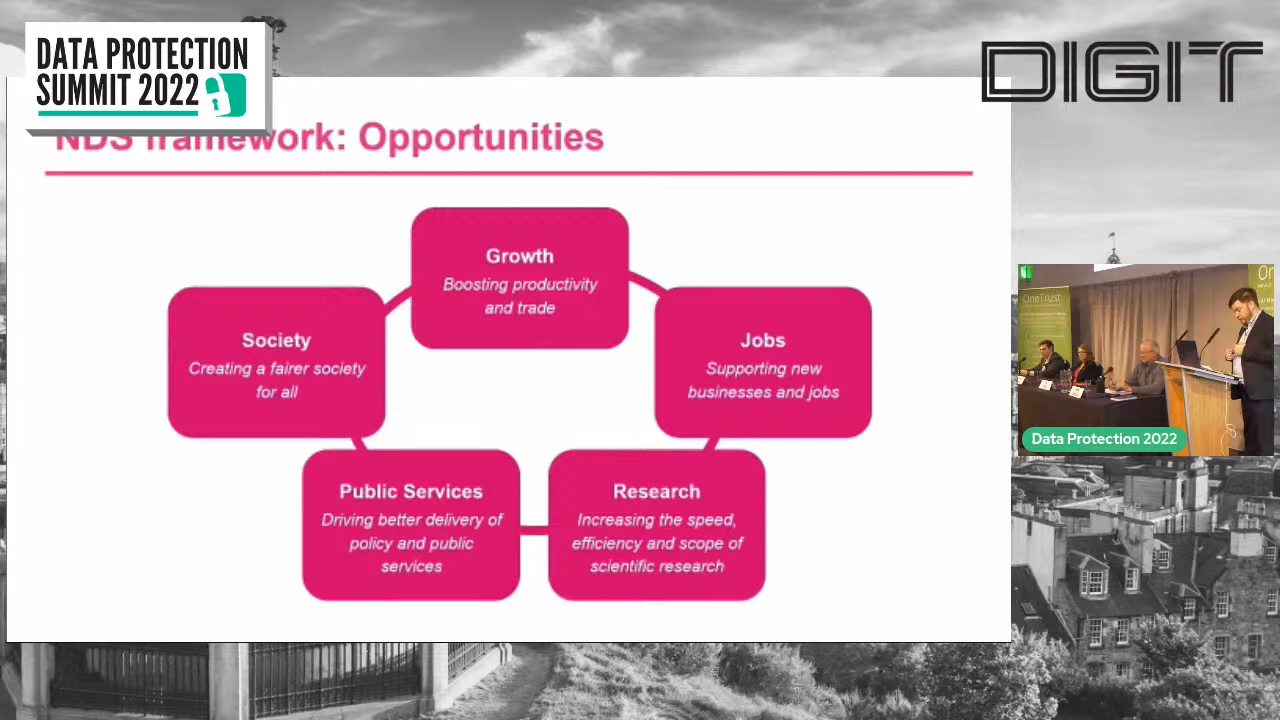 DATA PROTECTION
SUMMIT 2022
DIGIT
NDS framework: Opportunities
Growth
Boosting productivity
and trade
Society
Creating a fairer society
for all
Jobs
Supporting new
businesses and jobs
Public Services
Driving better delivery of
policy and public
services
Research
Increasing the speed,
efficiency and scope of
scientific research
OneTrust
On
Data Protection 2022